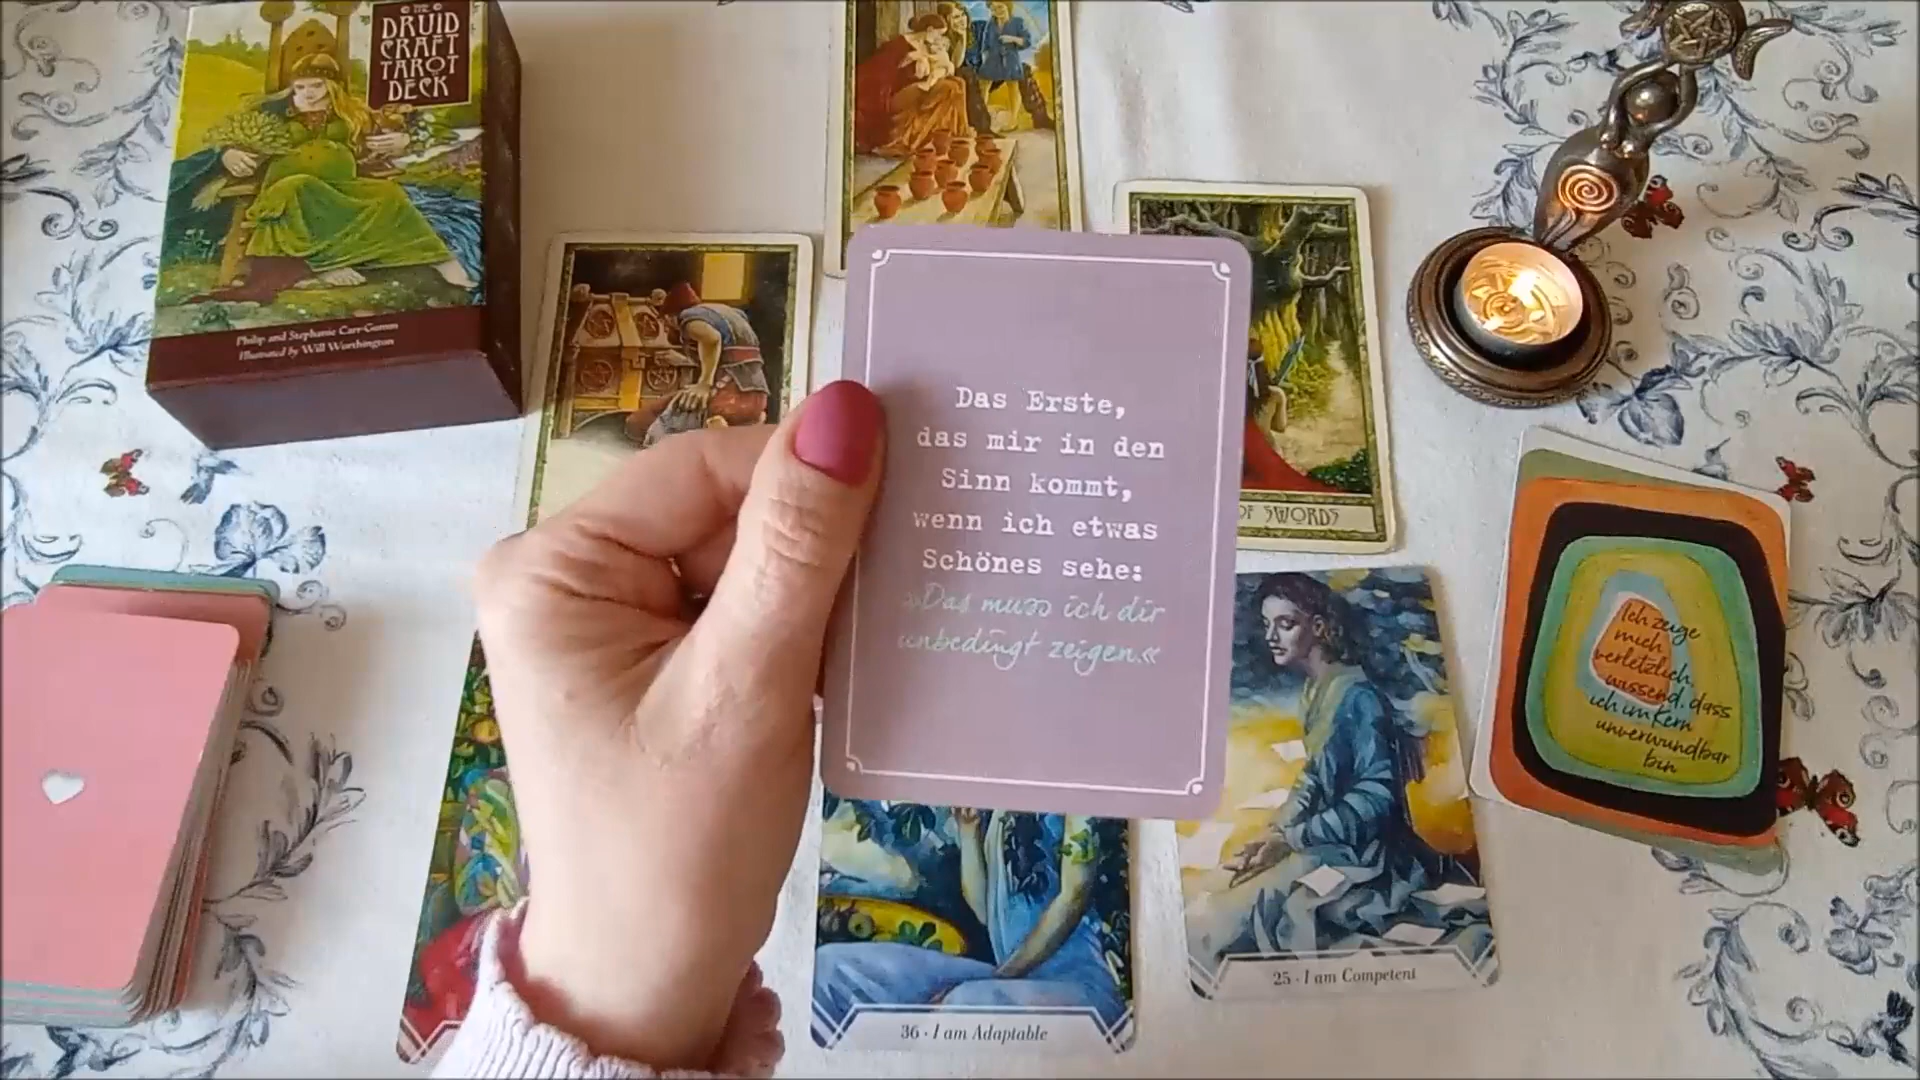 THE
DRUID
CRAFT
TAROT
DECK
Philip and Stephanie Carr-Gomm
Illustrated by Will Worthington
OF SWORDS
Das Erste,
das mir in den
Sinn kommt,
wenn ich etwas
Schönes sehe:
»Das muss ich dir
unbedingt zeigen.«
Ich zeige
mich
verletzlich,
wissend, dass
ich im Kern
unverwundbar
bin
25 · I am Competent
36 · I am Adaptable